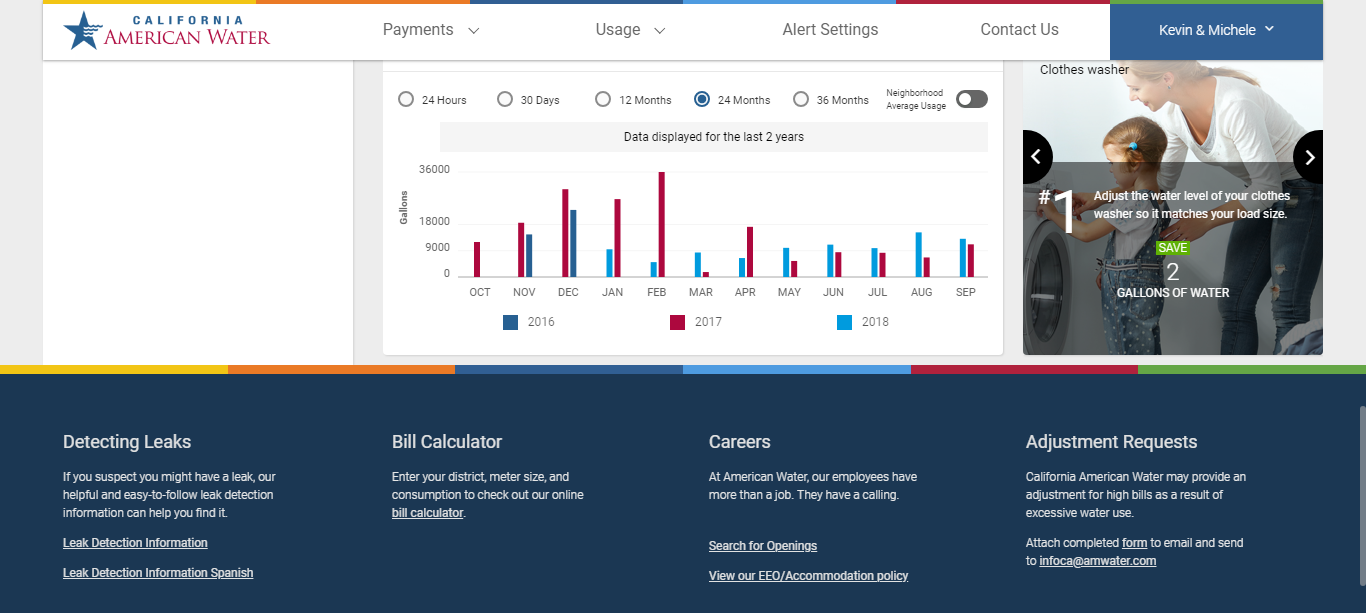 CALIFORNIA
AMERICAN WATER
Payments
Usage
Alert Settings
Contact Us
Kevin & Michele
24 Hours
30 Days
12 Months
24 Months
36 Months
Neighborhood
Average Usage
Data displayed for the last 2 years
Gallons
36000
18000
9000
0
OCT
NOV
DEC
JAN
FEB
MAR
APR
MAY
JUN
JUL
AUG
SEP
2016
2017
2018
Clothes washer
#1
Adjust the water level of your clothes
washer so it matches your load size.
SAVE
2
GALLONS OF WATER
Detecting Leaks
If you suspect you might have a leak, our
helpful and easy-to-follow leak detection
information can help you find it.
Leak Detection Information
Leak Detection Information Spanish
Bill Calculator
Enter your district, meter size, and
consumption to check out our online
bill calculator.
Careers
At American Water, our employees have
more than a job. They have a calling.
Search for Openings
View our EEO/Accommodation policy
Adjustment Requests
California American Water may provide an
adjustment for high bills as a result of
excessive water use.
Attach completed form to email and send
to infoca@amwater.com